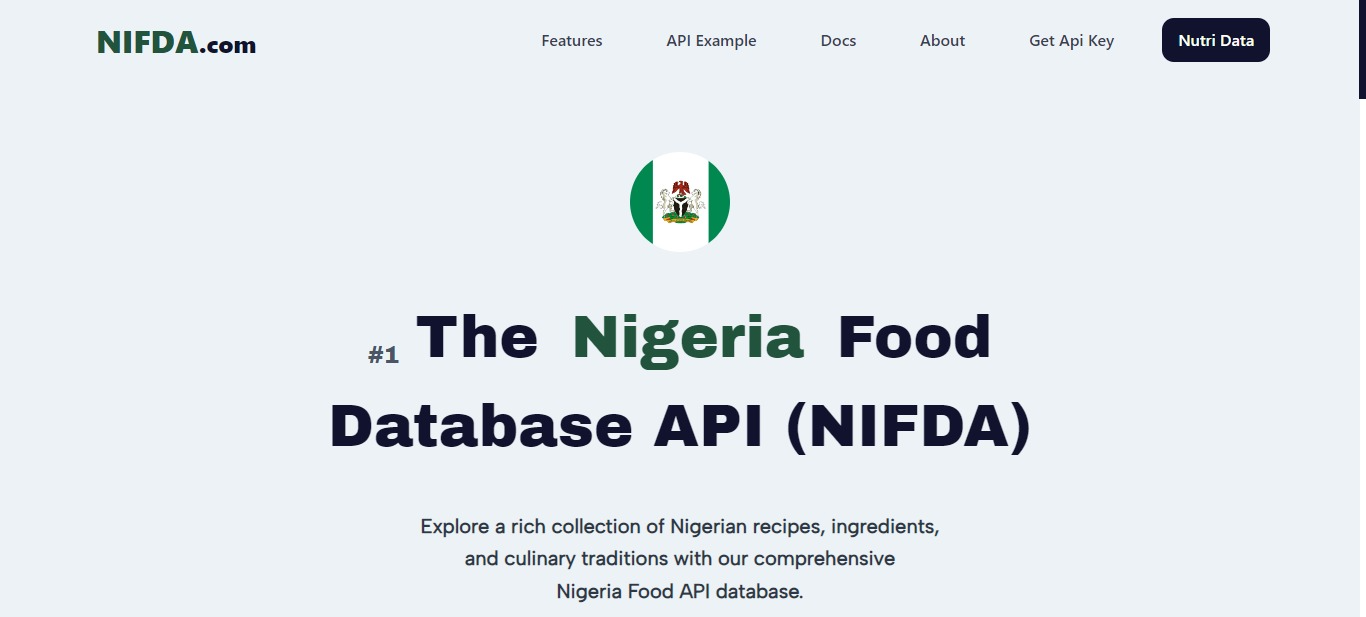 NIFDA.com
Features
API Example
Docs
About
Get Api Key
Nutri Data
#1 The Nigeria Food
Database API (NIFDA)
Explore a rich collection of Nigerian recipes, ingredients,
and culinary traditions with our comprehensive
Nigeria Food API database.